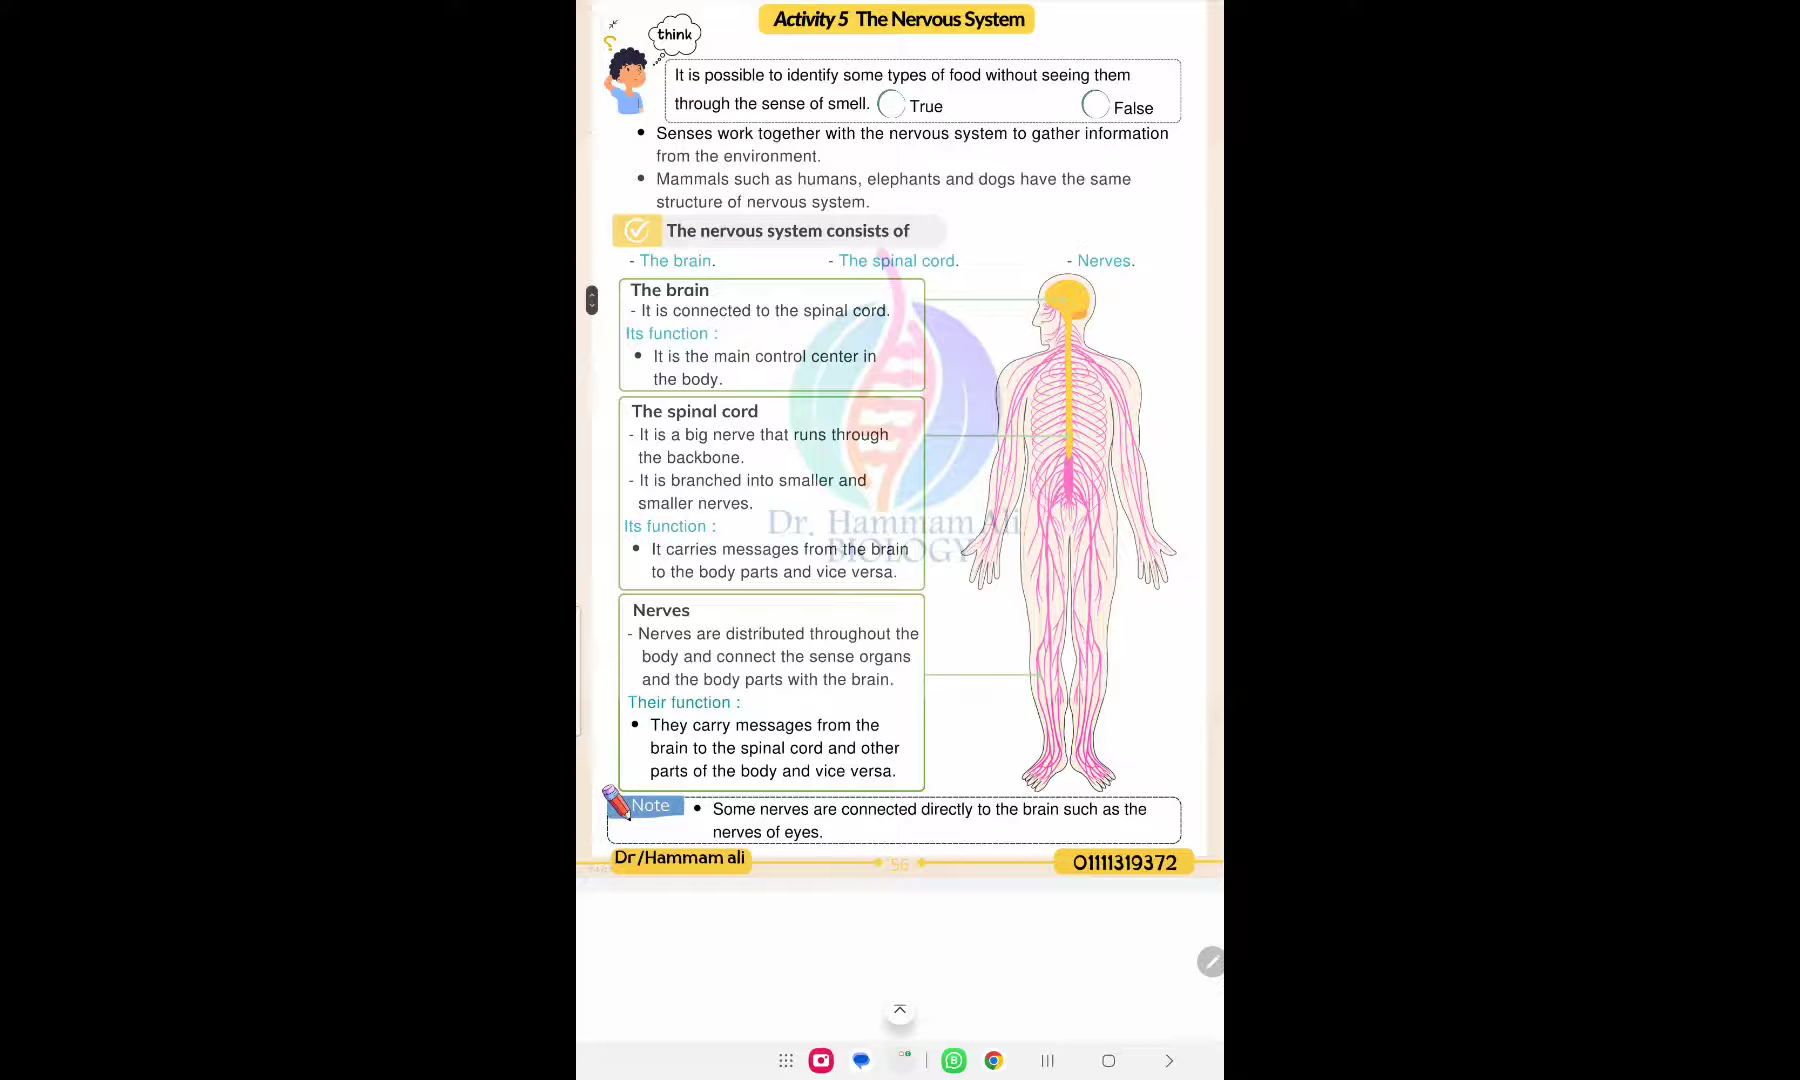 Activity 5 The Nervous System
think
It is possible to identify some types of food without seeing them
through the sense of smell. True False
• Senses work together with the nervous system to gather information
from the environment.
• Mammals such as humans, elephants and dogs have the same
structure of nervous system.
The nervous system consists of
- The brain. - The spinal cord. - Nerves.
The brain
- It is connected to the spinal cord.
Its function :
• It is the main control center in
the body.
The spinal cord
- It is a big nerve that runs through
the backbone.
- It is branched into smaller and
smaller nerves.
Its function :
• It carries messages from the brain
to the body parts and vice versa.
Dr. Hammam Ali
BIOLOGY
Nerves
- Nerves are distributed throughout the
body and connect the sense organs
and the body parts with the brain.
Their function :
• They carry messages from the
brain to the spinal cord and other
parts of the body and vice versa.
Note • Some nerves are connected directly to the brain such as the
nerves of eyes.
Dr/Hammam ali 56 01111319372